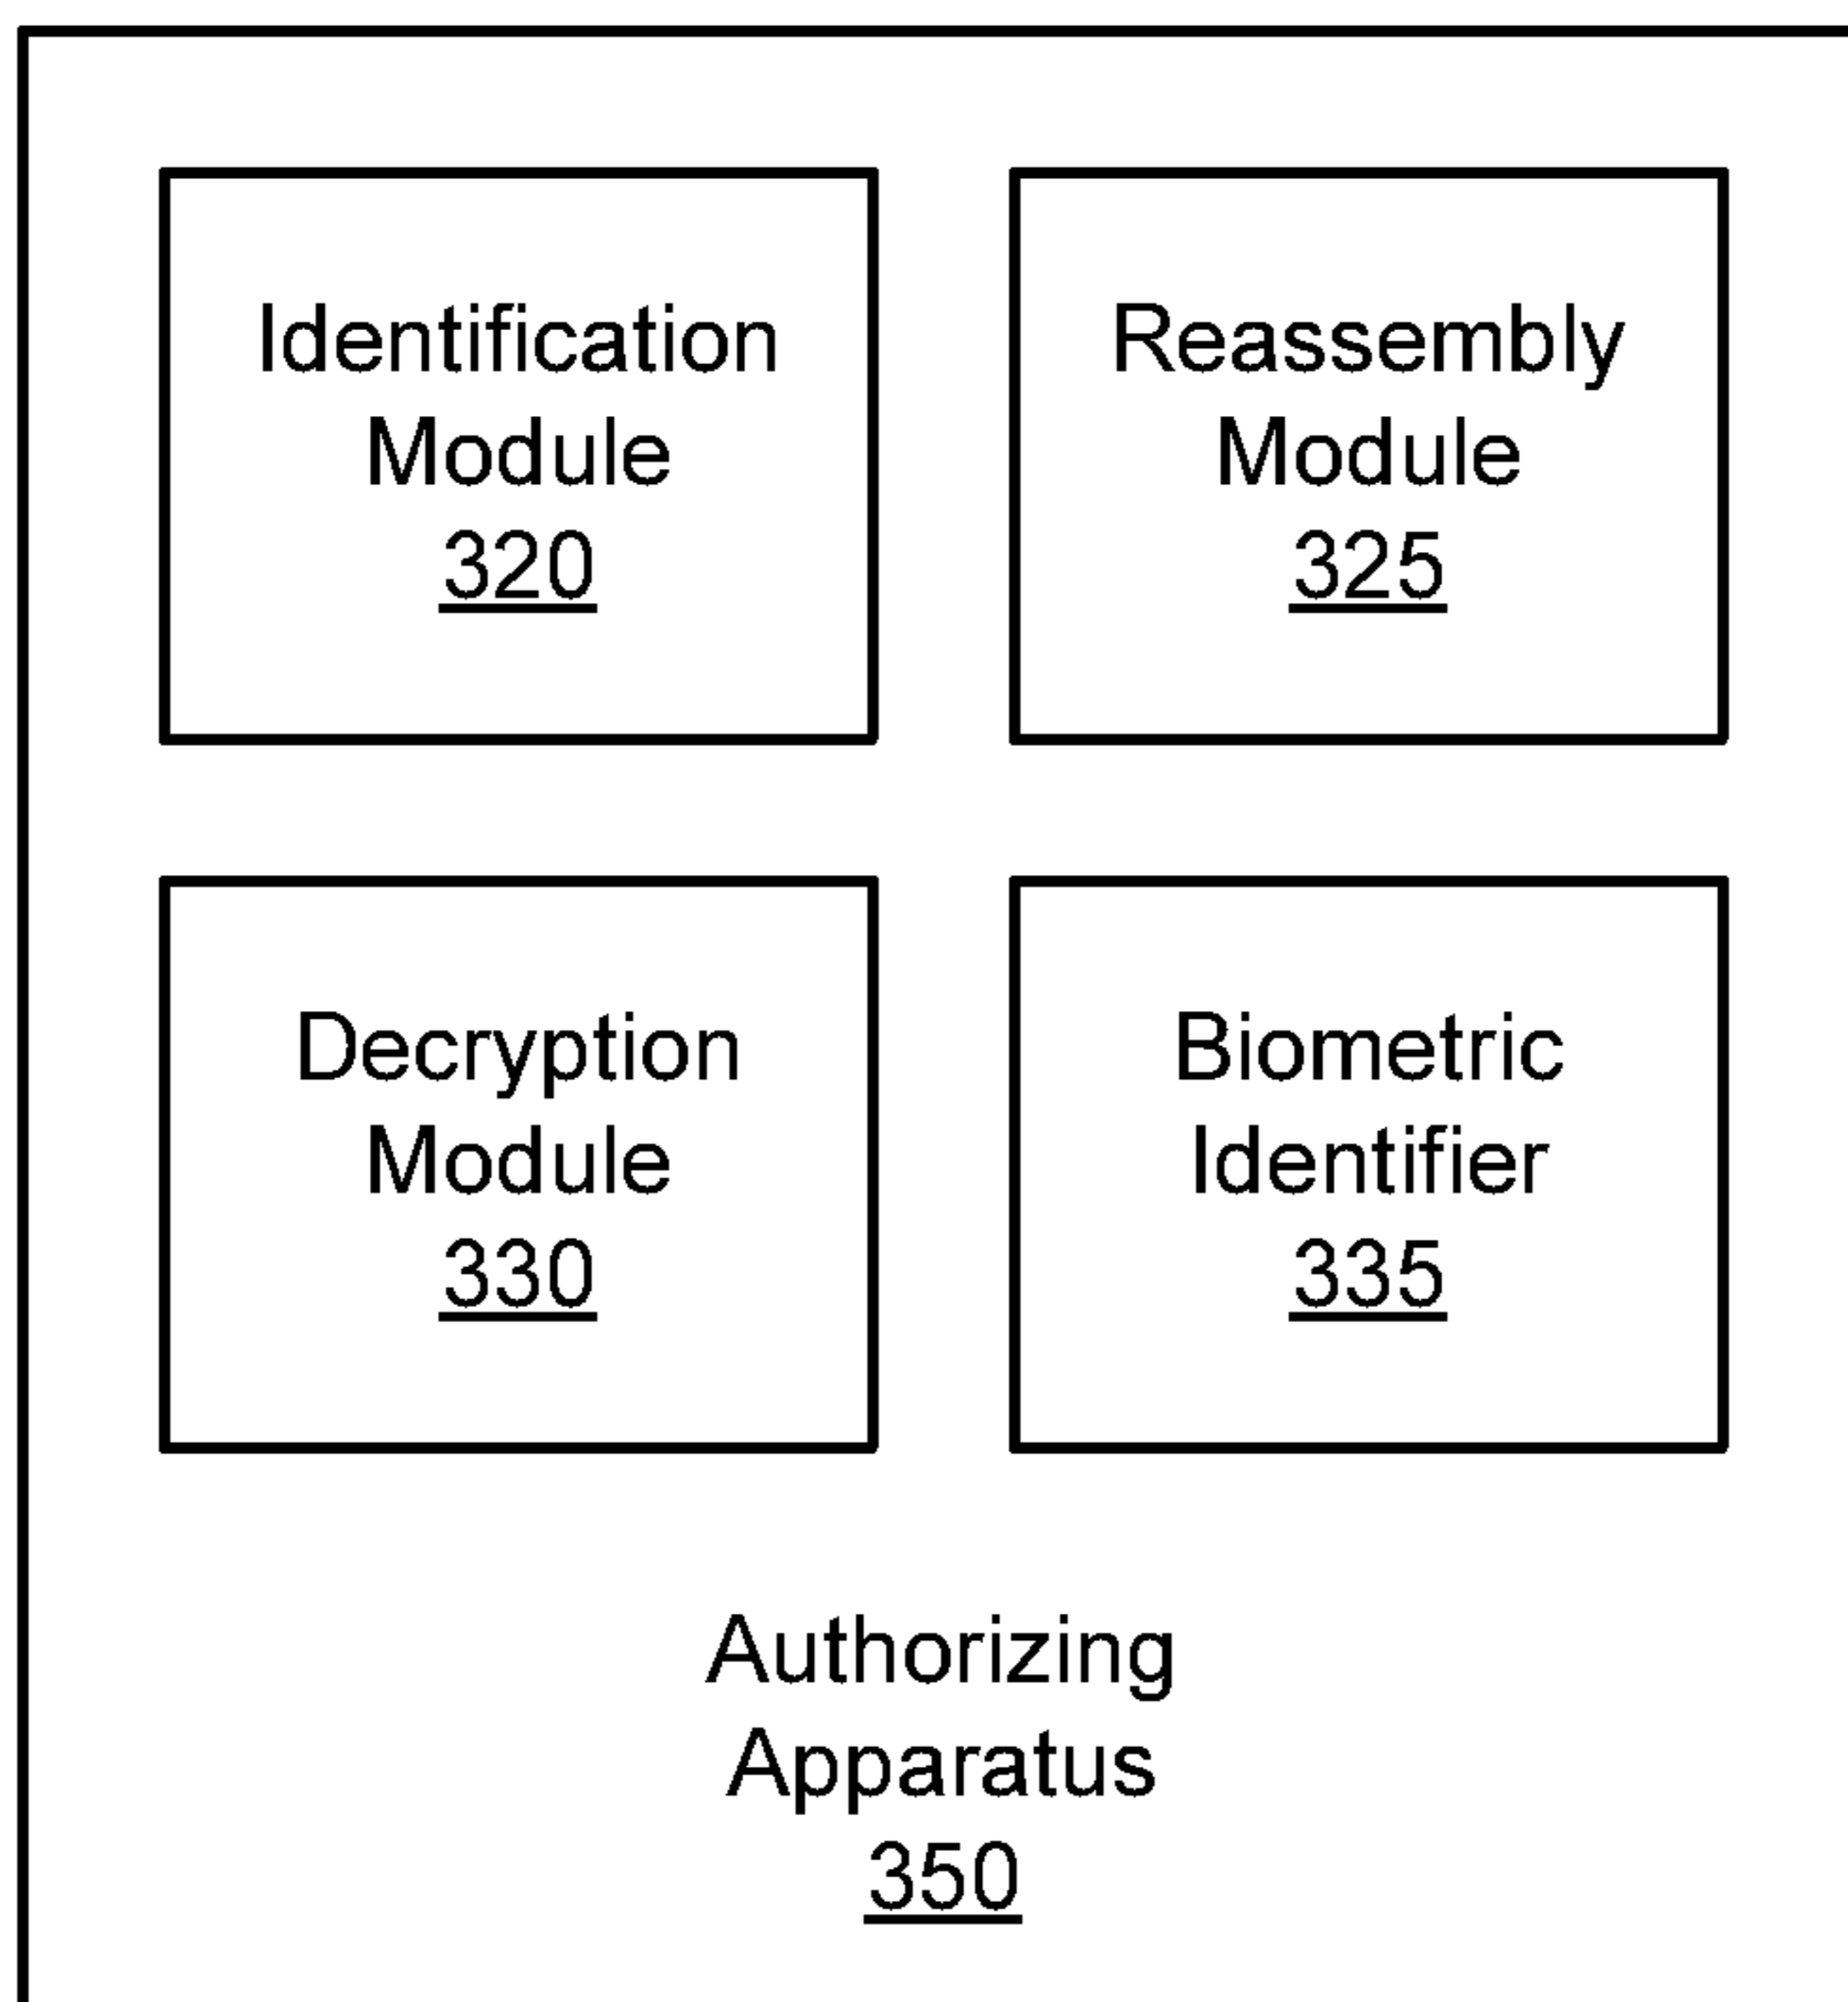 Identification
Module
320
Reassembly
Module
325
Decryption
Module
330
Biometric
Identifier
335
Authorizing
Apparatus
350